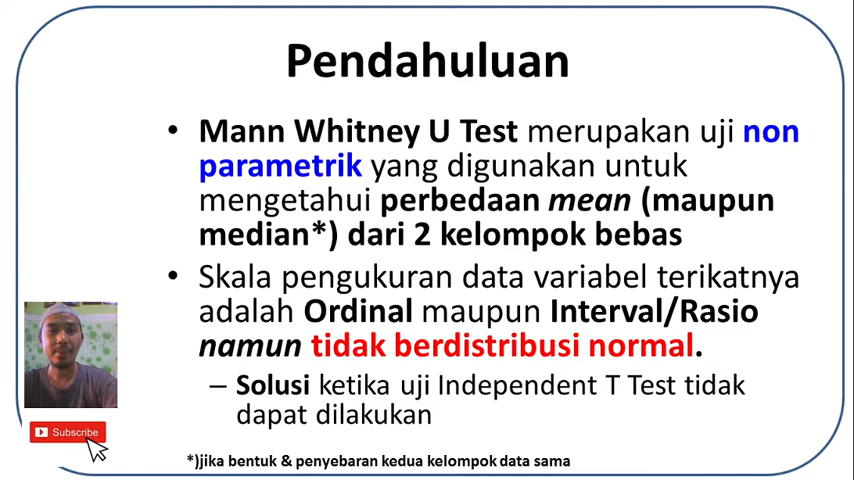 Pendahuluan
• Mann Whitney U Test merupakan uji non
parametrik yang digunakan untuk
mengetahui perbedaan mean (maupun
median*) dari 2 kelompok bebas
• Skala pengukuran data variabel terikatnya
adalah Ordinal maupun Interval/Rasio
namun tidak berdistribusi normal.
– Solusi ketika uji Independent T Test tidak
dapat dilakukan
Subscribe
*)jika bentuk & penyebaran kedua kelompok data sama